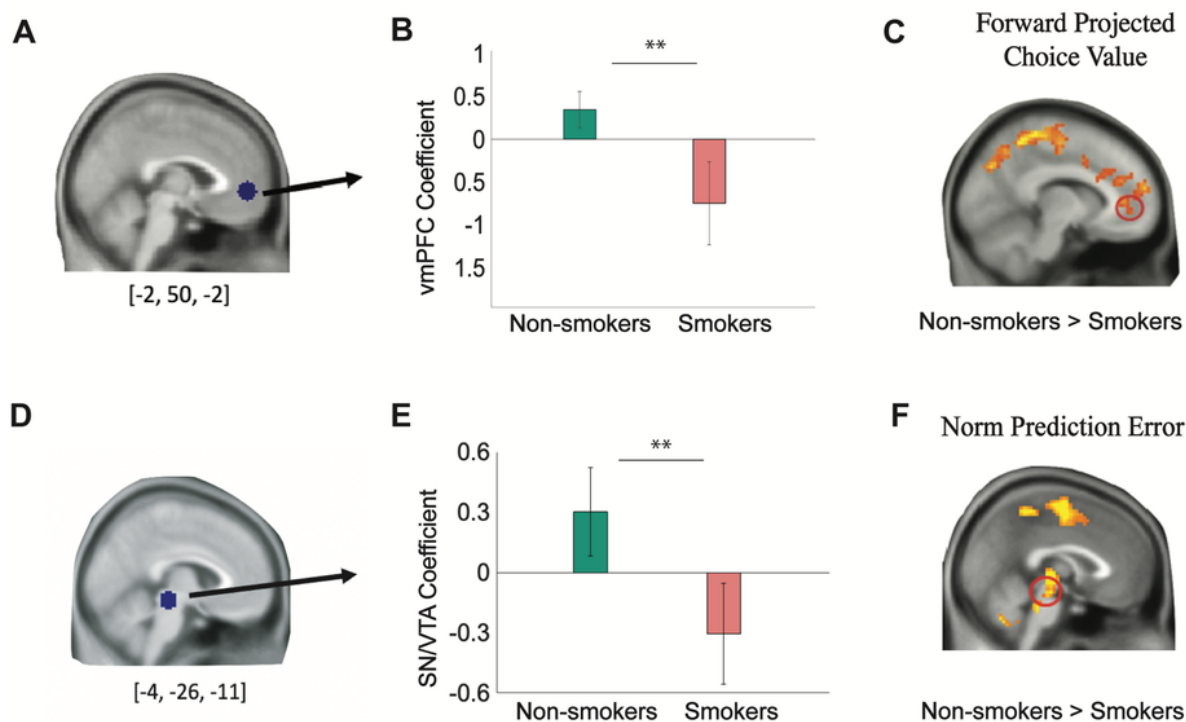 A
[-2, 50, -2]
B
**
vmPFC Coefficient
1
0.5
0
0.5
-1
1.5
Non-smokers
Smokers
C
Forward Projected
Choice Value
Non-smokers > Smokers
D
[-4, -26, -11]
E
**
SN/VTA Coefficient
0.6
0.3
0
-0.3
-0.6
Non-smokers
Smokers
F
Norm Prediction Error
Non-smokers > Smokers